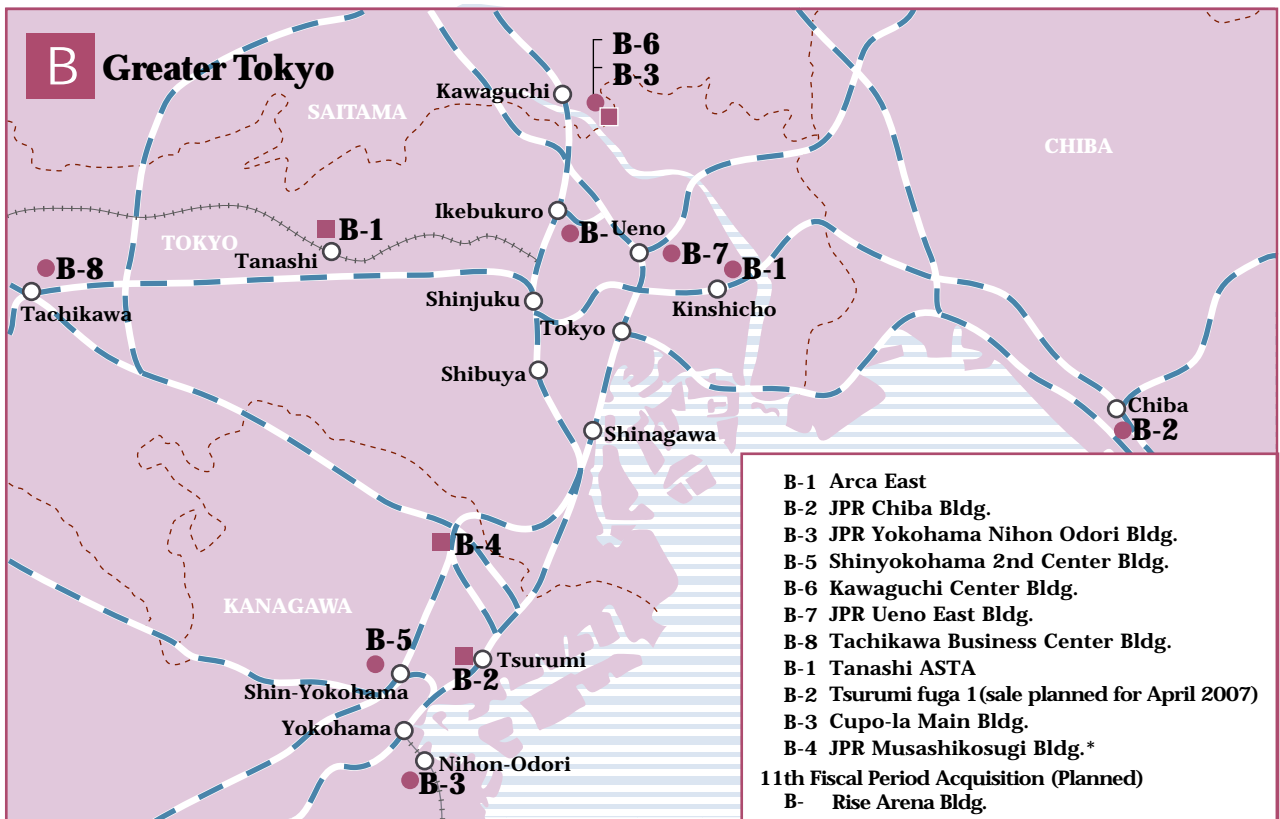 B Greater Tokyo
B-6
B-3
Kawaguchi
SAITAMA
CHIBA
Ikebukuro
B-
Ueno
B-1
TOKYO
Tanashi
B-7
B-8
B-1
Tachikawa
Shinjuku
Kinshicho
Tokyo
Shibuya
Chiba
B-2
Shinagawa
B-4
KANAGAWA
B-5
Tsurumi
B-2
Shin-Yokohama
Yokohama
Nihon-Odori
B-3
B-1 Arca East
B-2 JPR Chiba Bldg.
B-3 JPR Yokohama Nihon Odori Bldg.
B-5 Shinyokohama 2nd Center Bldg.
B-6 Kawaguchi Center Bldg.
B-7 JPR Ueno East Bldg.
B-8 Tachikawa Business Center Bldg.
B-1 Tanashi ASTA
B-2 Tsurumi fuga 1(sale planned for April 2007)
B-3 Cupo-la Main Bldg.
B-4 JPR Musashikosugi Bldg.*
11th Fiscal Period Acquisition (Planned)
B- Rise Arena Bldg.